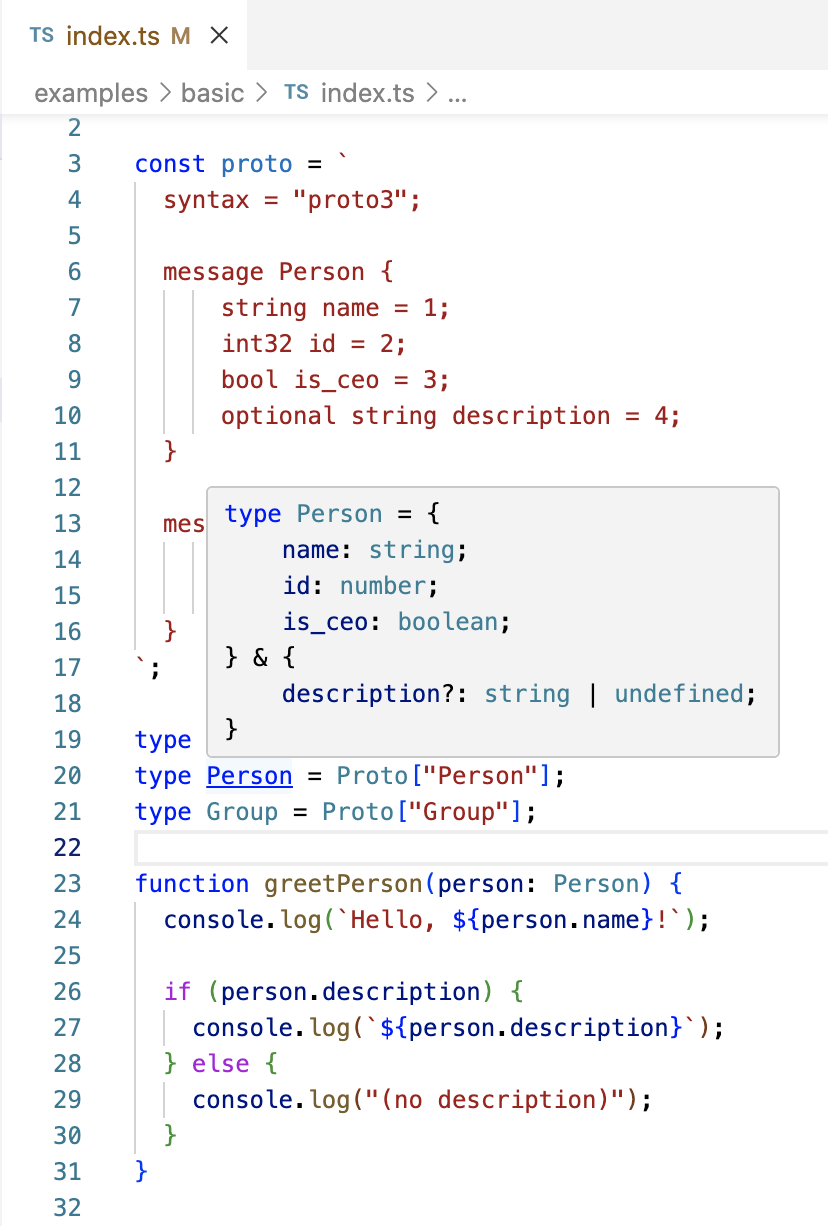 TS index.ts M ×
examples > basic > TS index.ts > ...
2
3 const proto = `
4 syntax = "proto3";
5
6 message Person {
7 string name = 1;
8 int32 id = 2;
9 bool is_ceo = 3;
10 optional string description = 4;
11 }
12
13 mes
14
15
16 }
17 `;
18
19 type
type Person = {
name: string;
id: number;
is_ceo: boolean;
} & {
description?: string | undefined;
}
20 type Person = Proto["Person"];
21 type Group = Proto["Group"];
22
23 function greetPerson(person: Person) {
24 console.log(`Hello, ${person.name}!`);
25
26 if (person.description) {
27 console.log(`${person.description}`);
28 } else {
29 console.log("(no description)");
30 }
31 }
32